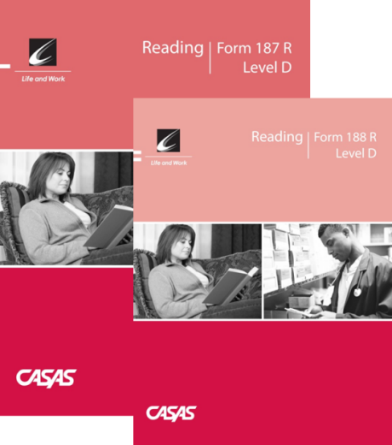 Reading | Form 187 R
Level D
Life and Work
CASAS
Reading | Form 188 R
Level D
Life and Work
CASAS